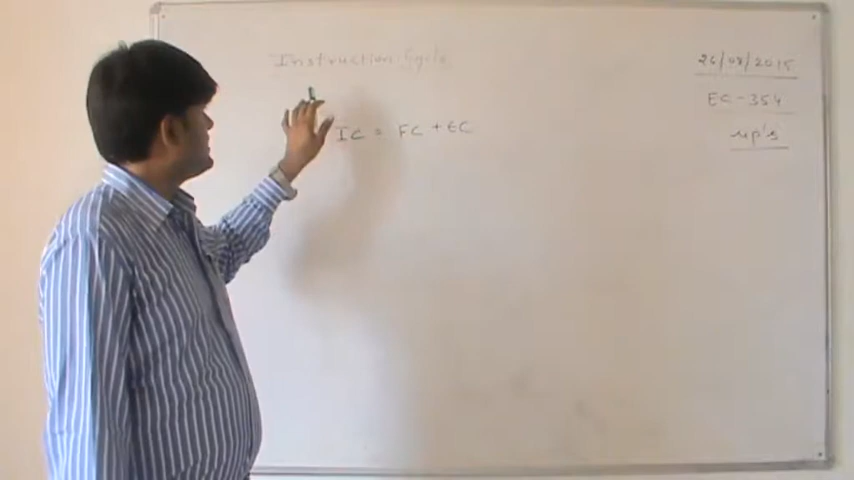 Instruction Cycle
IC = FC + EC
26/08/2015
EC-354
μp's